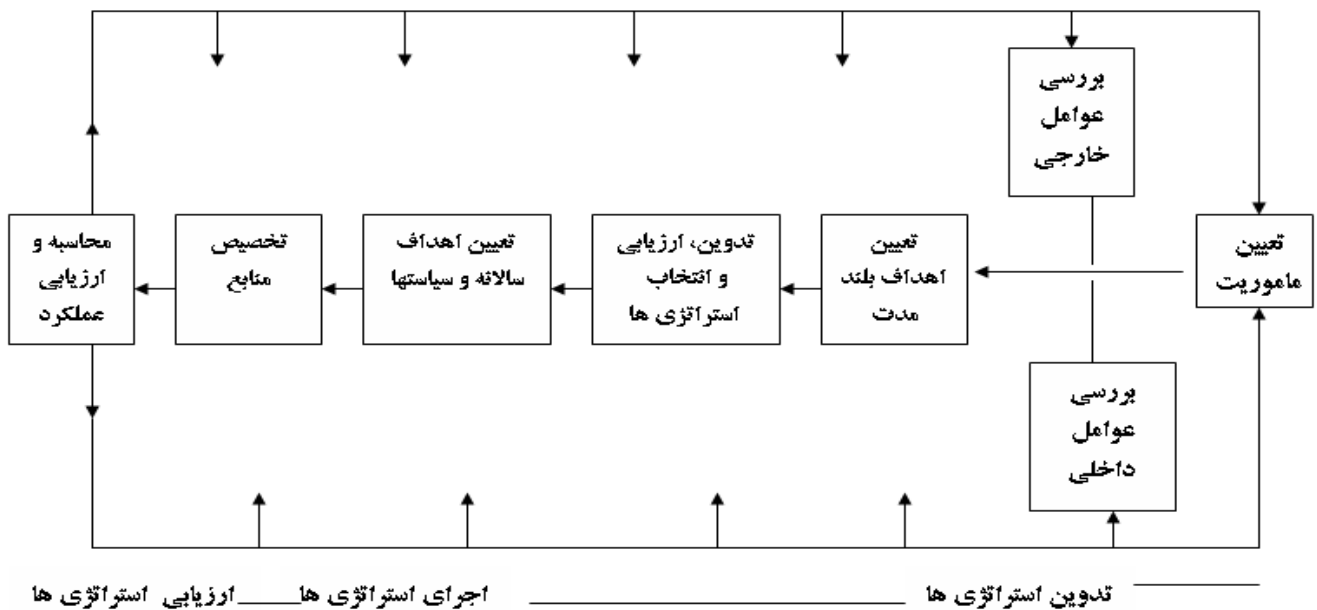 بررسی
عوامل
خارجی
تعیین
ماموریت
تعیین
اهداف بلند
مدت
تدوین، ارزیابی
و
انتخاب
استراتژی ها
تعیین اهداف
سالانه و سیاستها
تخصیص
منابع
محاسبه و
ارزیابی
عملکرد
بررسی
عوامل
داخلی
تدوین استراتژی ها
اجرای استراتژی ها
ارزیابی استراتژی ها